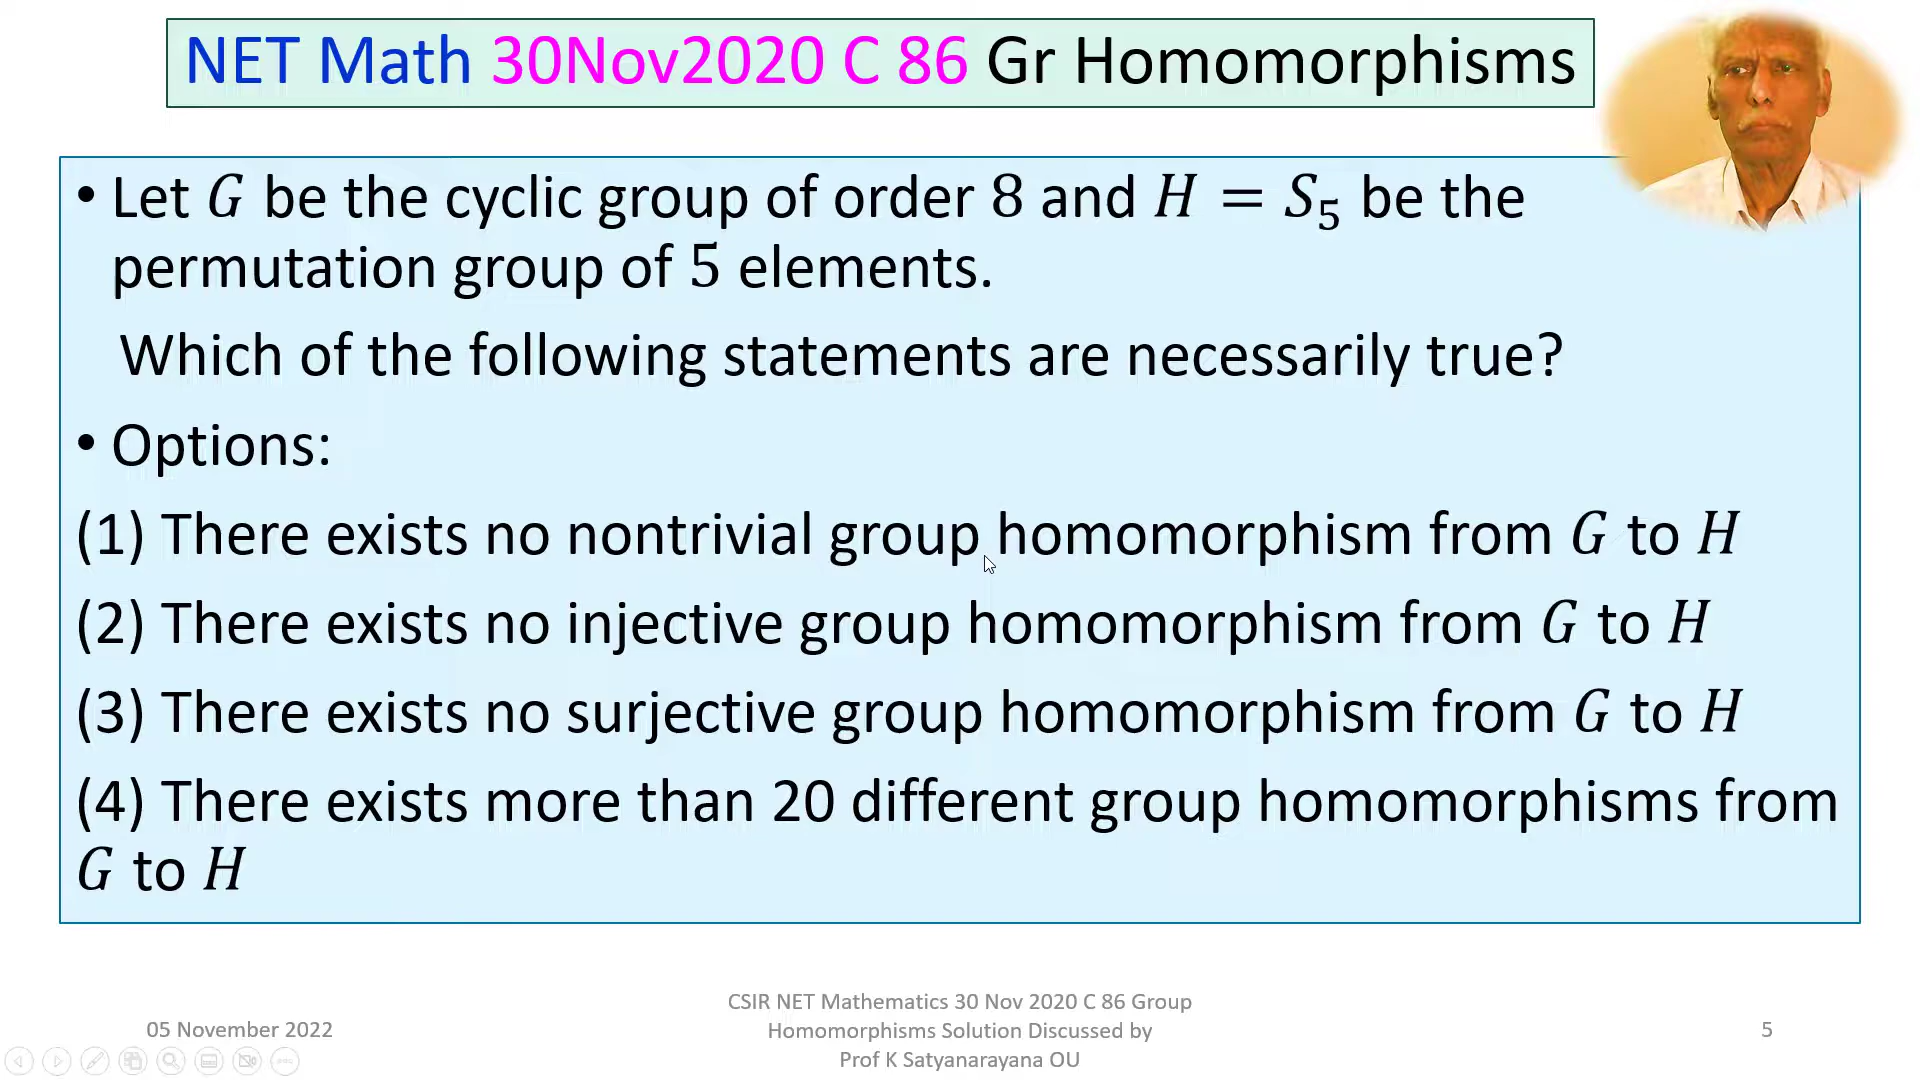 NET Math 30Nov2020 C 86 Gr Homomorphisms
• Let G be the cyclic group of order 8 and H = S₅ be the
permutation group of 5 elements.
Which of the following statements are necessarily true?
• Options:
(1) There exists no nontrivial group homomorphism from G to H
(2) There exists no injective group homomorphism from G to H
(3) There exists no surjective group homomorphism from G to H
(4) There exists more than 20 different group homomorphisms from
G to H
05 November 2022
CSIR NET Mathematics 30 Nov 2020 C 86 Group
Homomorphisms Solution Discussed by
Prof K Satyanarayana OU
5